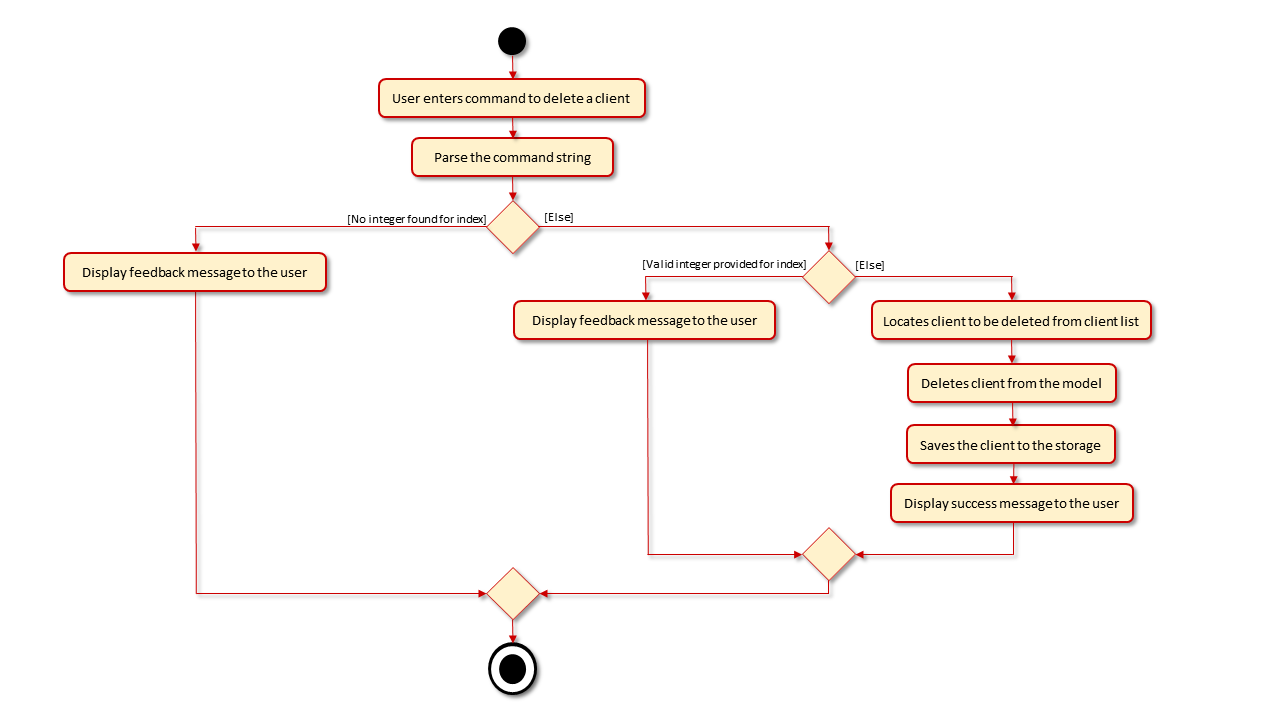 User enters command to delete a client
Parse the command string
[No integer found for index]
[Else]
Display feedback message to the user
[Valid integer provided for index]
[Else]
Display feedback message to the user
Locates client to be deleted from client list
Deletes client from the model
Saves the client to the storage
Display success message to the user